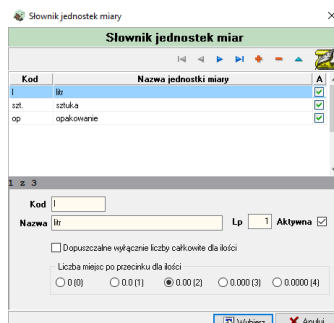 Słownik jednostek miary
Słownik jednostek miar
Kod Nazwa jednostki miary A
l litr
szt. sztuka
op opakowanie
1 z 3
Kod l
Nazwa litr Lp 1 Aktywna
Dopuszczalne wyłącznie liczby całkowite dla ilości
Liczba miejsc po przecinku dla ilości
0 (0) 0.0 (1) 0.00 (2) 0.000 (3) 0.0000 (4)
Wybierz Anuluj